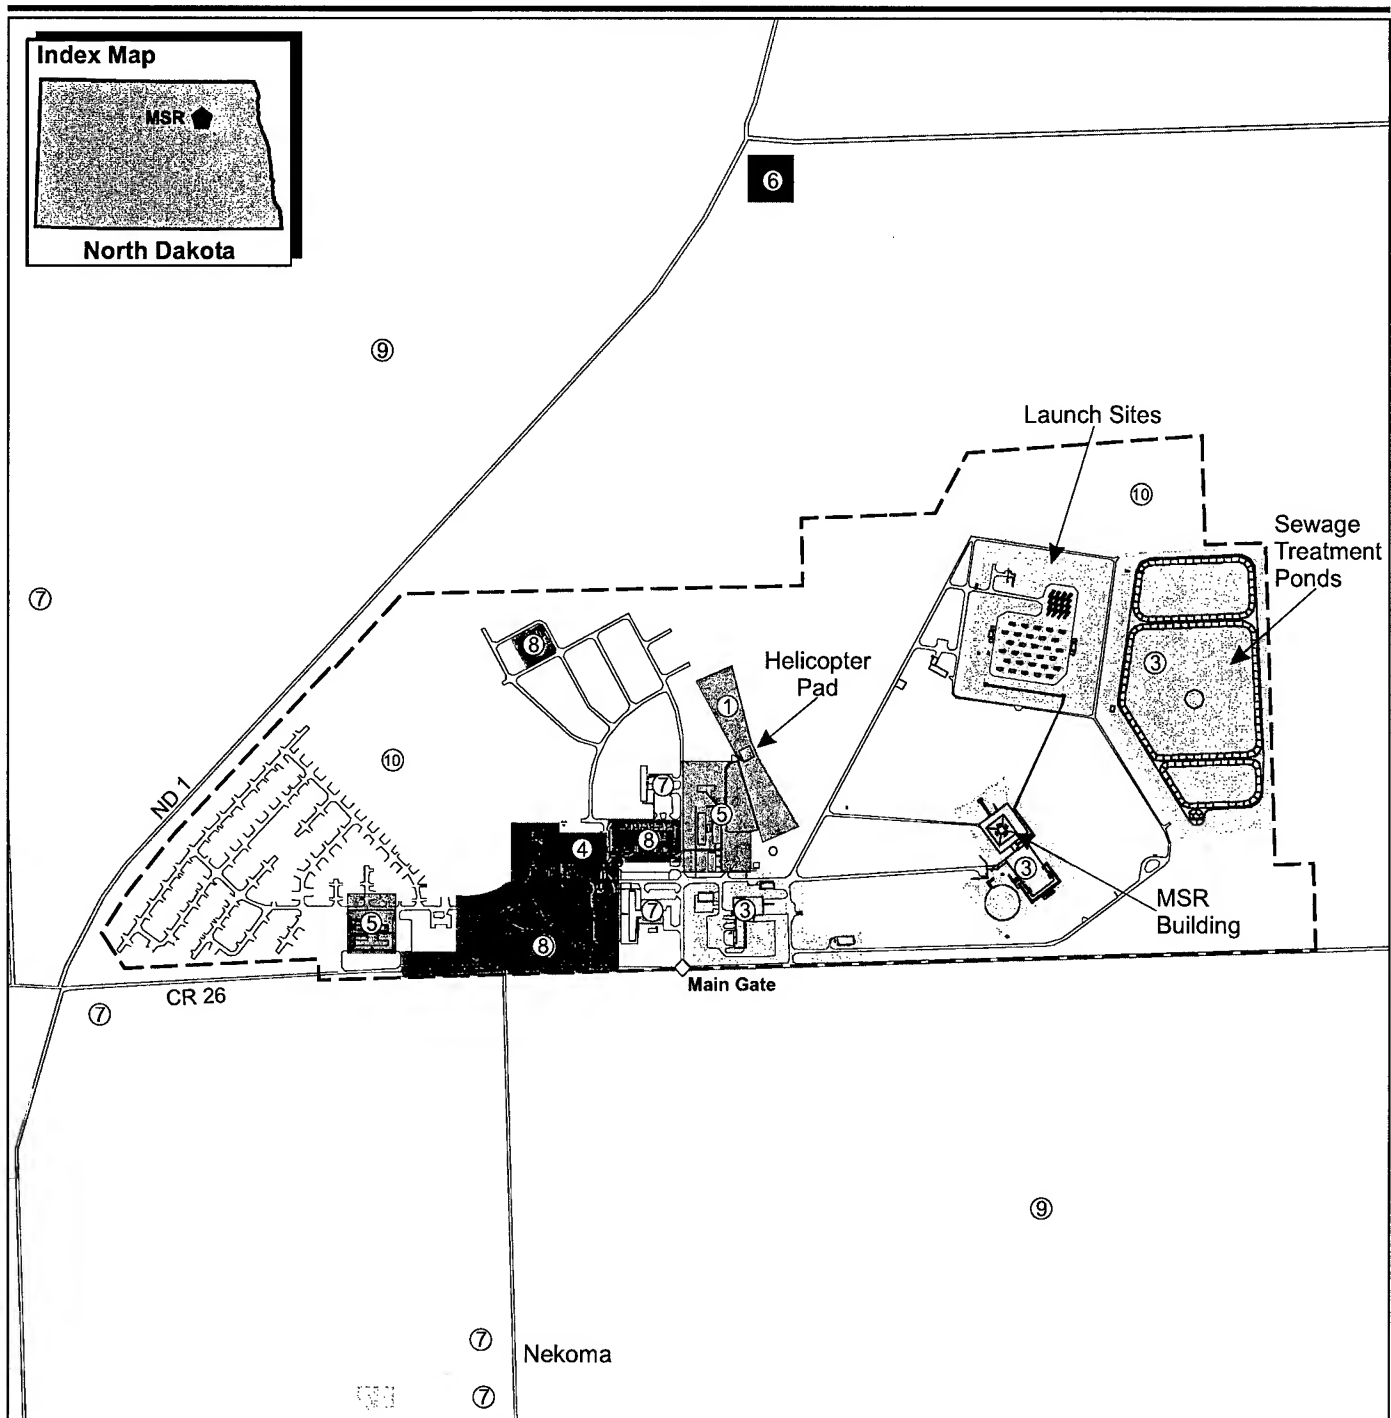 Index Map
MSR
North Dakota
6
9
Launch Sites
10
Sewage
Treatment
Ponds
7
8
3
Helicopter
Pad
1
10
ND 1
7
5
8
4
3
MSR
Building
5
7
3
8
Main Gate
CR 26
7
9
7
Nekoma
7